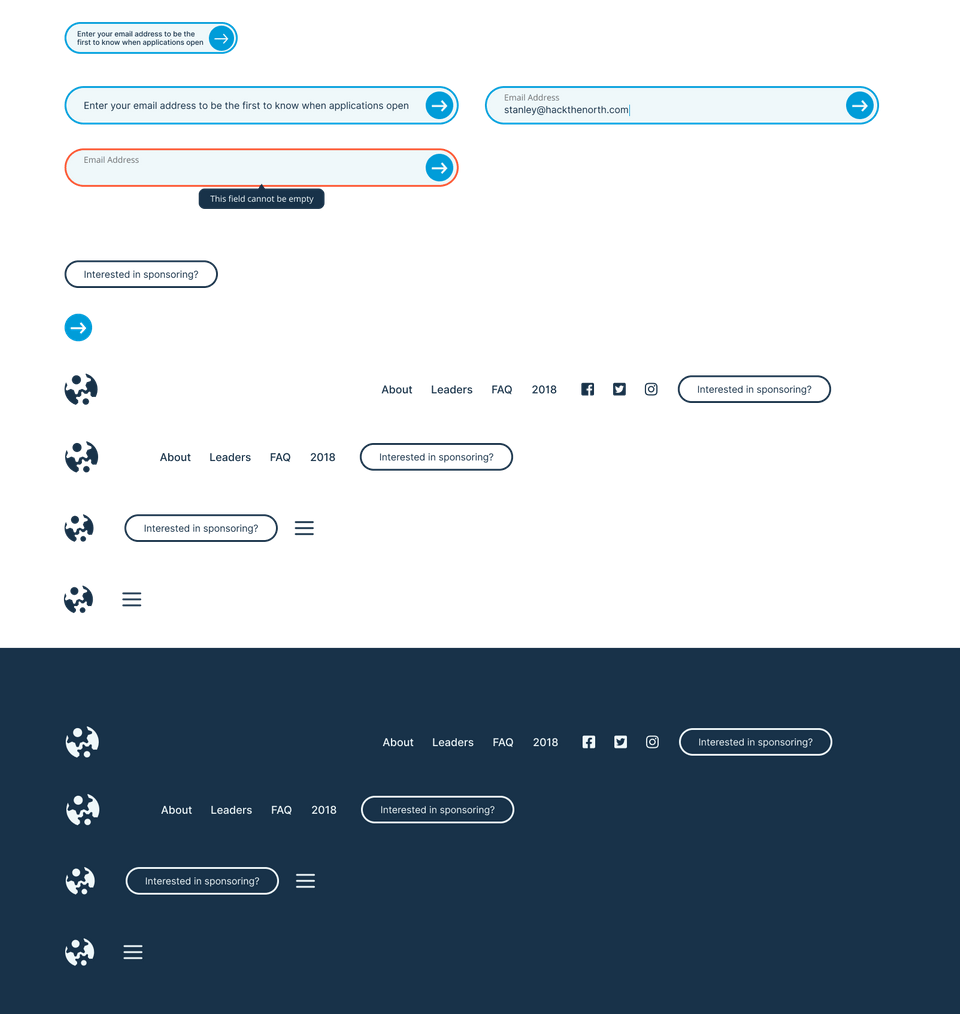 Enter your email address to be the
first to know when applications open
Enter your email address to be the first to know when applications open
Email Address
stanley@hackthenorth.com
Email Address
This field cannot be empty
Interested in sponsoring?
About Leaders FAQ 2018 Interested in sponsoring?
About Leaders FAQ 2018 Interested in sponsoring?
Interested in sponsoring?
About Leaders FAQ 2018 Interested in sponsoring?
About Leaders FAQ 2018 Interested in sponsoring?
Interested in sponsoring?